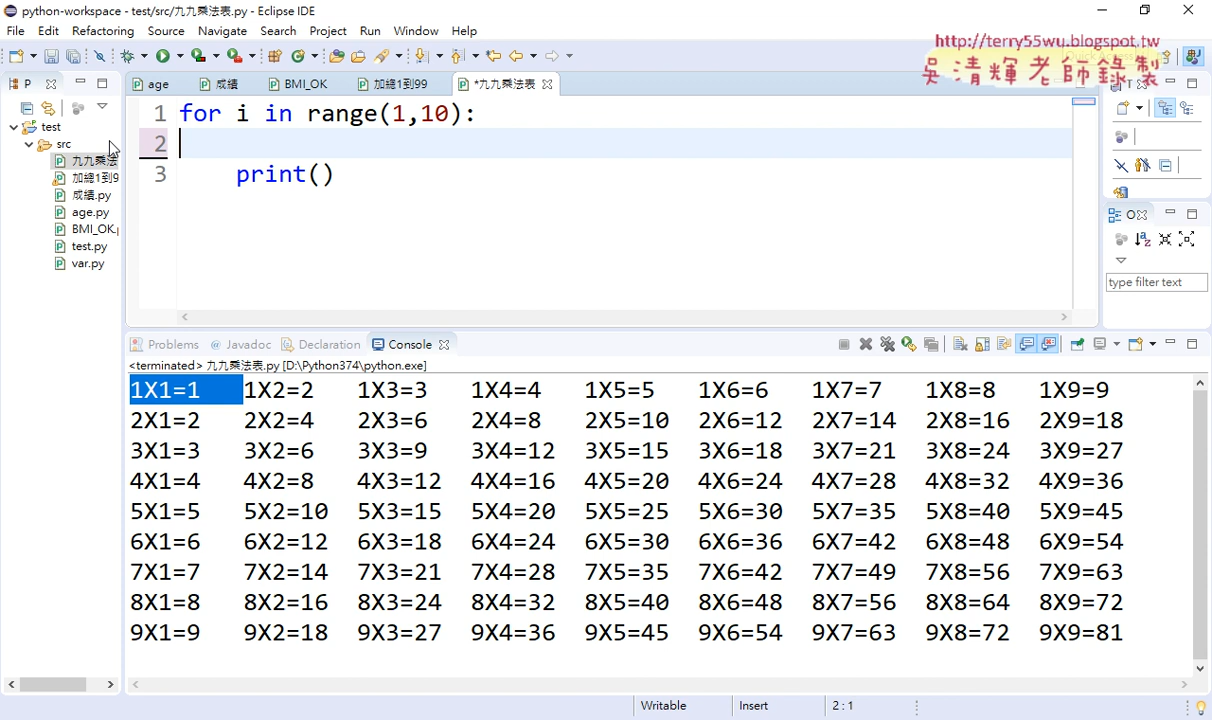 python-workspace - test/src/九九乘法表.py - Eclipse IDE
File Edit Refactoring Source Navigate Search Project Run Window Help
http://terry55wu.blogspot.tw
吳清輝老師錄製
P
age 成績 BMI_OK 加總1到99 *九九乘法表
1 for i in range(1,10):
2
3 print()
test
src
九九乘法
加總1到9
成績.py
age.py
BMI_OK.
test.py
var.py
O
type filter text
Problems Javadoc Declaration Console
<terminated> 九九乘法表.py [D:\Python374\python.exe]
1X1=1 1X2=2 1X3=3 1X4=4 1X5=5 1X6=6 1X7=7 1X8=8 1X9=9
2X1=2 2X2=4 2X3=6 2X4=8 2X5=10 2X6=12 2X7=14 2X8=16 2X9=18
3X1=3 3X2=6 3X3=9 3X4=12 3X5=15 3X6=18 3X7=21 3X8=24 3X9=27
4X1=4 4X2=8 4X3=12 4X4=16 4X5=20 4X6=24 4X7=28 4X8=32 4X9=36
5X1=5 5X2=10 5X3=15 5X4=20 5X5=25 5X6=30 5X7=35 5X8=40 5X9=45
6X1=6 6X2=12 6X3=18 6X4=24 6X5=30 6X6=36 6X7=42 6X8=48 6X9=54
7X1=7 7X2=14 7X3=21 7X4=28 7X5=35 7X6=42 7X7=49 7X8=56 7X9=63
8X1=8 8X2=16 8X3=24 8X4=32 8X5=40 8X6=48 8X7=56 8X8=64 8X9=72
9X1=9 9X2=18 9X3=27 9X4=36 9X5=45 9X6=54 9X7=63 9X8=72 9X9=81
Writable Insert 2 : 1